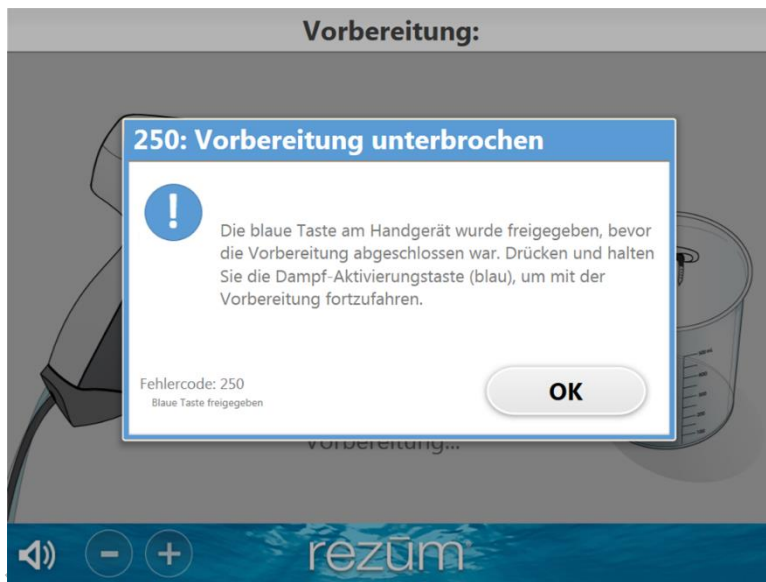 Vorbereitung:
250: Vorbereitung unterbrochen
!
Die blaue Taste am Handgerät wurde freigegeben, bevor
die Vorbereitung abgeschlossen war. Drücken und halten
Sie die Dampf-Aktivierungstaste (blau), um mit der
Vorbereitung fortzufahren.
Fehlercode: 250
Blaue Taste freigegeben
OK
Vorbereitung...
rezūm